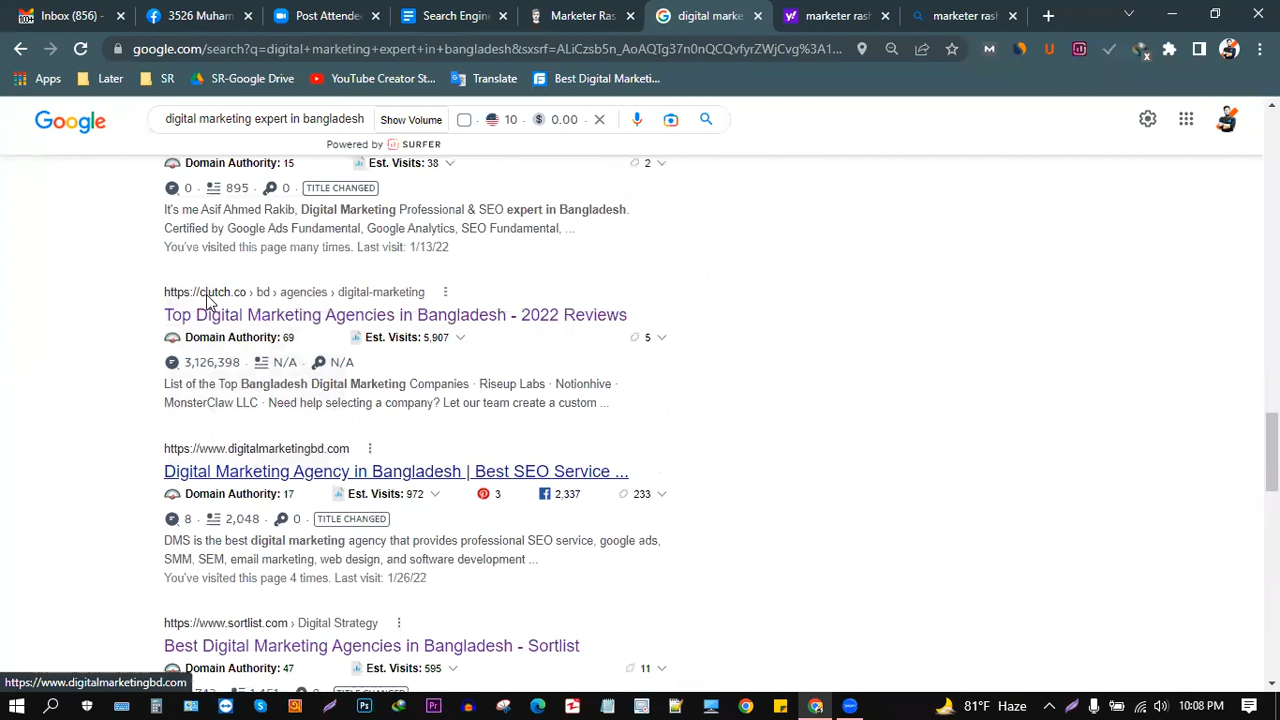 Inbox (856) -
3526 Muham
Post Attende
Search Engine
Marketer Ras
digital marke
marketer rash
marketer rash
google.com/search?q=digital+marketing+expert+in+bangladesh&sxsrf=ALiCzsb5n_AoAQTg37n0nQCQvfyrZWjCvg%3A1...
Apps
Later
SR
SR-Google Drive
YouTube Creator St...
Translate
Best Digital Marketi...
Google
digital marketing expert in bangladesh
Show Volume
10
0.00
Powered by SURFER
Domain Authority: 15
Est. Visits: 38
2
0 · 895 · 0
TITLE CHANGED
It's me Asif Ahmed Rakib, Digital Marketing Professional & SEO expert in Bangladesh.
Certified by Google Ads Fundamental, Google Analytics, SEO Fundamental, ...
You've visited this page many times. Last visit: 1/13/22
https://clutch.co › bd › agencies › digital-marketing
Top Digital Marketing Agencies in Bangladesh - 2022 Reviews
Domain Authority: 69
Est. Visits: 5,907
5
3,126,398 · N/A · N/A
List of the Top Bangladesh Digital Marketing Companies · Riseup Labs · Notionhive ·
MonsterClaw LLC · Need help selecting a company? Let our team create a custom ...
https://www.digitalmarketingbd.com
Digital Marketing Agency in Bangladesh | Best SEO Service ...
Domain Authority: 17
Est. Visits: 972
3
2,337
233
8 · 2,048 · 0
TITLE CHANGED
DMS is the best digital marketing agency that provides professional SEO service, google ads,
SMM, SEM, email marketing, web design, and software development ...
You've visited this page 4 times. Last visit: 1/26/22
https://www.sortlist.com › Digital Strategy
Best Digital Marketing Agencies in Bangladesh - Sortlist
Domain Authority: 47
Est. Visits: 595
11
https://www.digitalmarketingbd.com
81°F Haze
10:08 PM